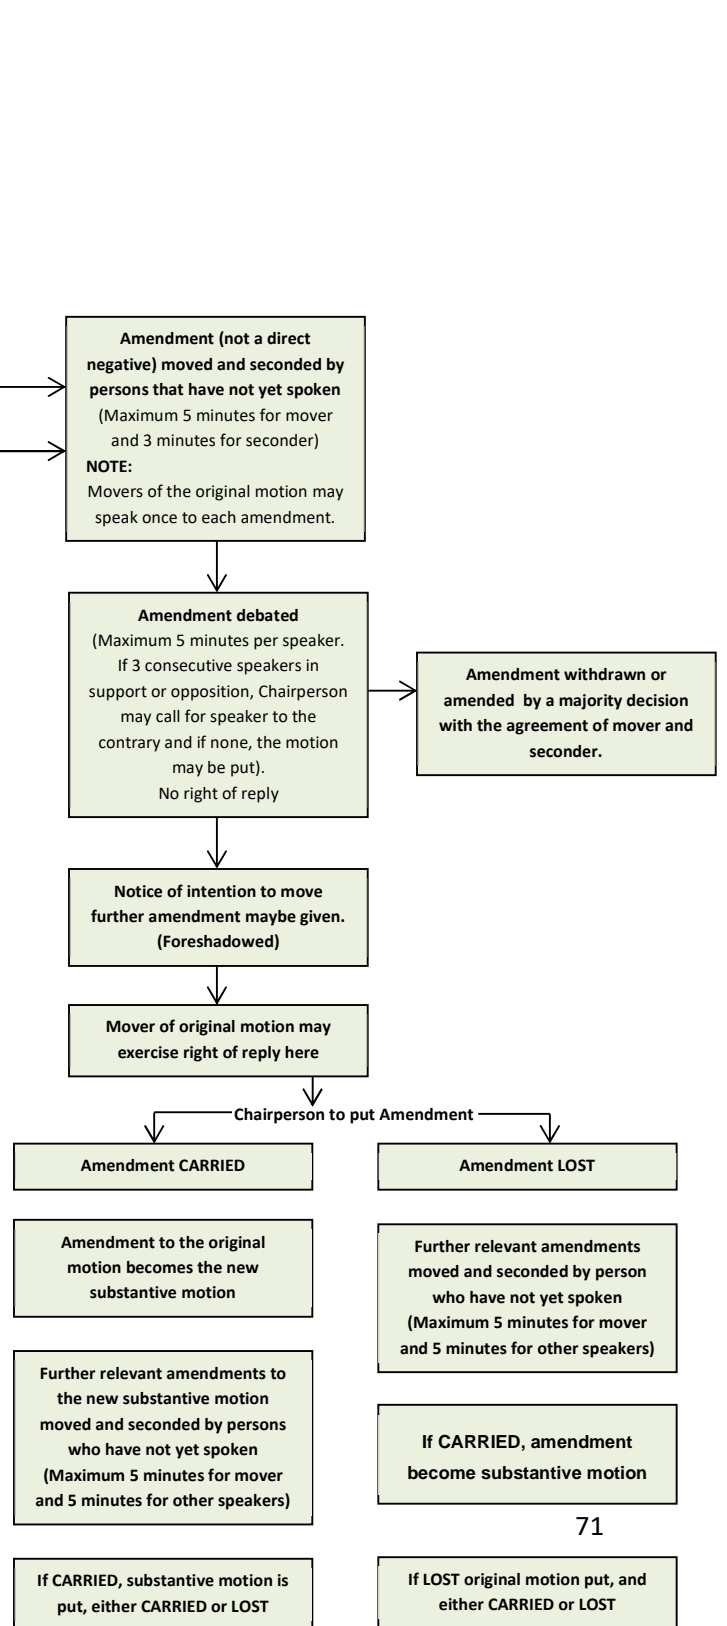 Amendment (not a direct
negative) moved and seconded by
persons that have not yet spoken
(Maximum 5 minutes for mover
and 3 minutes for seconder)
NOTE:
Movers of the original motion may
speak once to each amendment.
Amendment debated
(Maximum 5 minutes per speaker.
If 3 consecutive speakers in
support or opposition, Chairperson
may call for speaker to the
contrary and if none, the motion
may be put).
No right of reply
Amendment withdrawn or
amended by a majority decision
with the agreement of mover and
seconder.
Notice of intention to move
further amendment maybe given.
(Foreshadowed)
Mover of original motion may
exercise right of reply here
Chairperson to put Amendment
Amendment CARRIED
Amendment to the original
motion becomes the new
substantive motion
Further relevant amendments to
the new substantive motion
moved and seconded by persons
who have not yet spoken
(Maximum 5 minutes for mover
and 5 minutes for other speakers)
If CARRIED, substantive motion is
put, either CARRIED or LOST
Amendment LOST
Further relevant amendments
moved and seconded by person
who have not yet spoken
(Maximum 5 minutes for mover
and 5 minutes for other speakers)
If CARRIED, amendment
become substantive motion
If LOST original motion put, and
either CARRIED or LOST
71